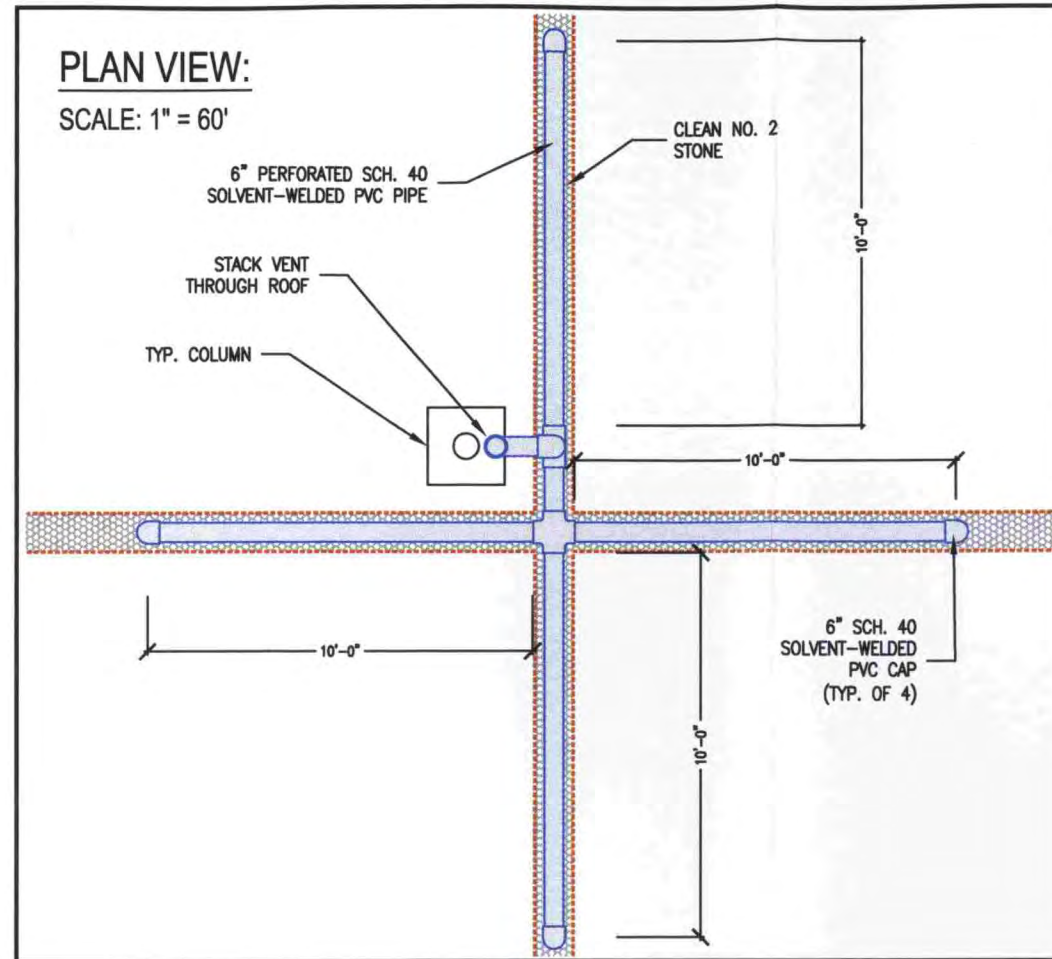 PLAN VIEW:
SCALE: 1" = 60'
CLEAN NO. 2
STONE
6" PERFORATED SCH. 40
SOLVENT-WELDED PVC PIPE
10'-0"
STACK VENT
THROUGH ROOF
TYP. COLUMN
10'-0"
10'-0"
6" SCH. 40
SOLVENT-WELDED
PVC CAP
(TYP. OF 4)
10'-0"